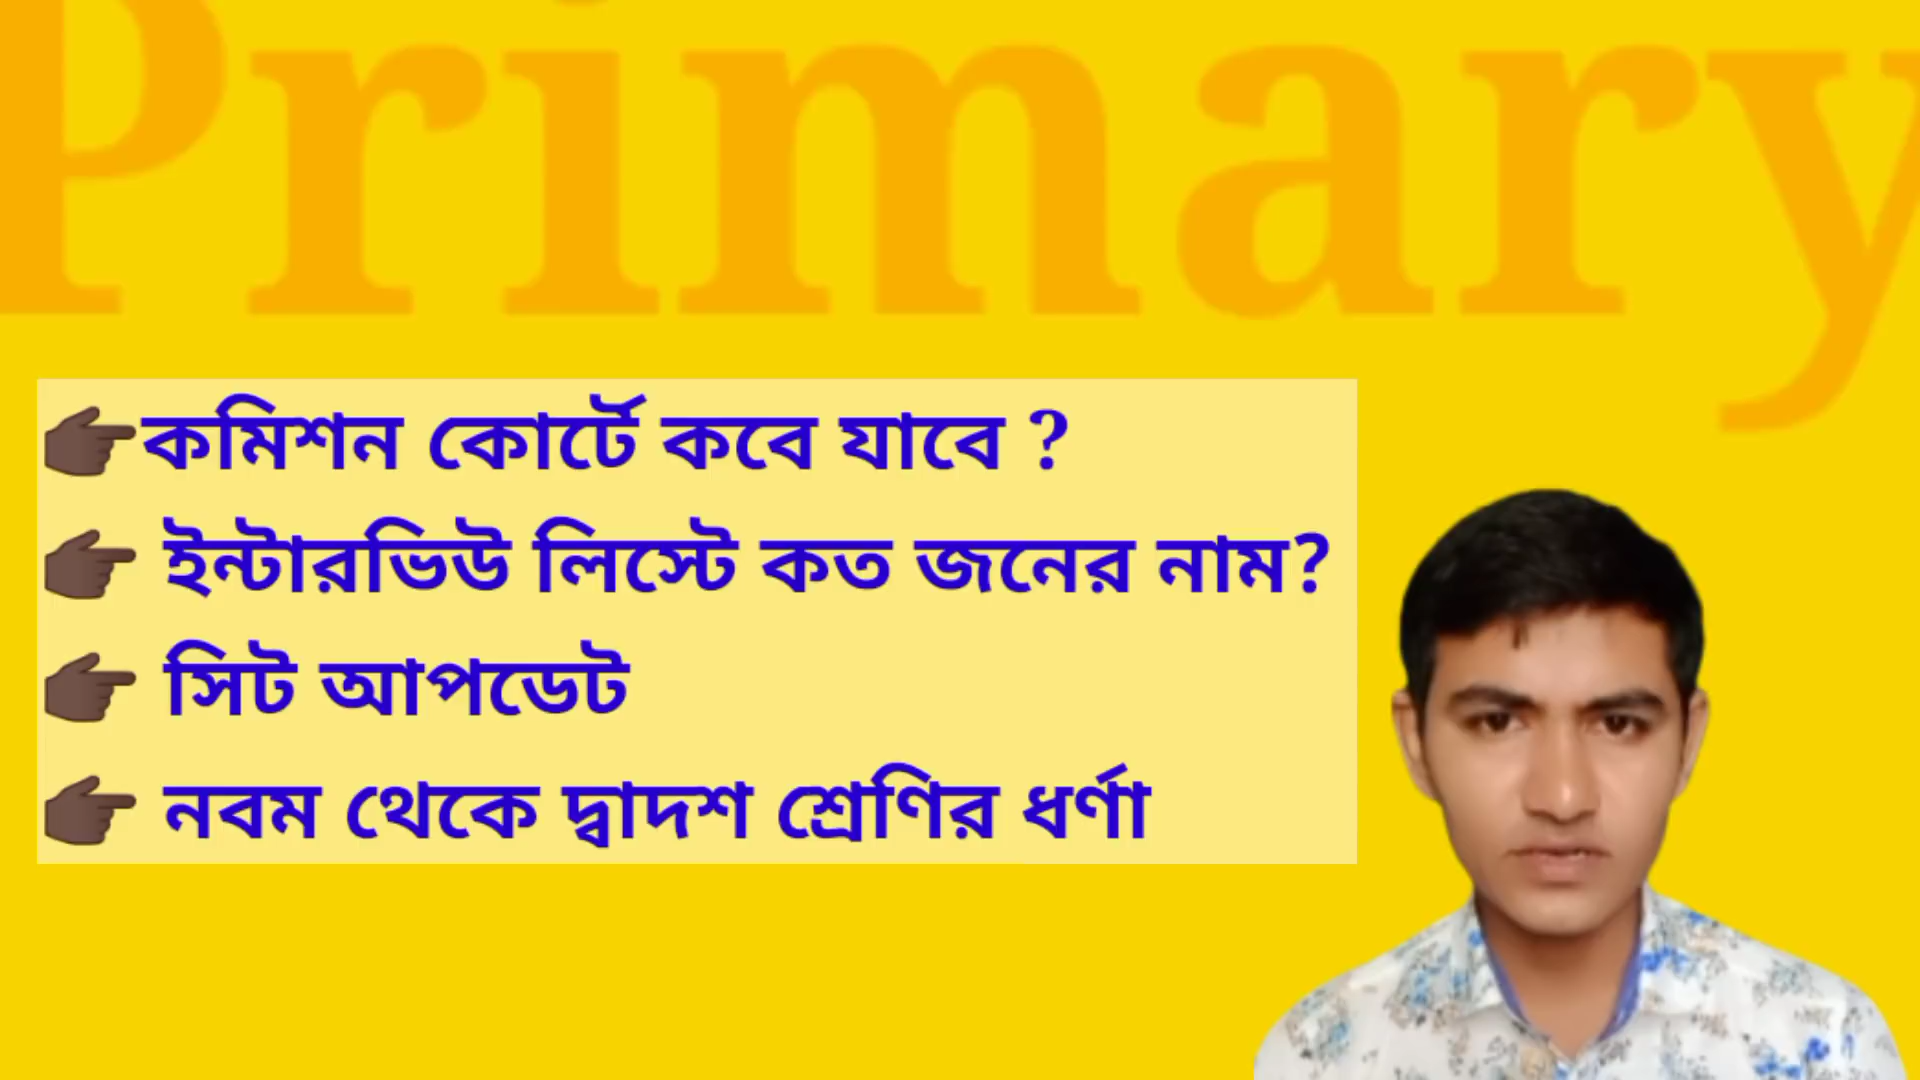 Primary
👉🏿কমিশন কোর্টে কবে যাবে ?
👉🏿 ইন্টারভিউ লিস্টে কত জনের নাম?
👉🏿 সিট আপডেট
👉🏿 নবম থেকে দ্বাদশ শ্রেণির ধর্ণা